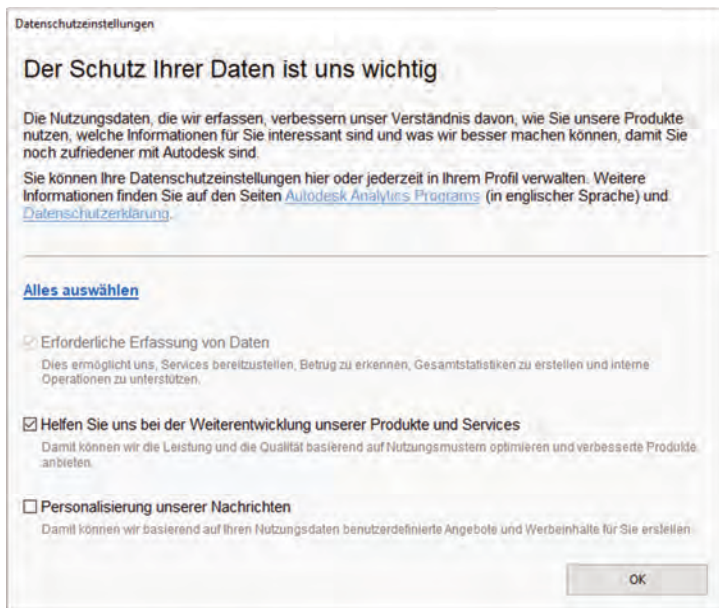 Datenschutzeinstellungen
Der Schutz Ihrer Daten ist uns wichtig
Die Nutzungsdaten, die wir erfassen, verbessern unser Verständnis davon, wie Sie unsere Produkte
nutzen, welche Informationen für Sie interessant sind und was wir besser machen können, damit Sie
noch zufriedener mit Autodesk sind.
Sie können Ihre Datenschutzeinstellungen hier oder jederzeit in Ihrem Profil verwalten. Weitere
Informationen finden Sie auf den Seiten Autodesk Analytics Programs (in englischer Sprache) und
Datenschutzerklärung.
Alles auswählen
Erforderliche Erfassung von Daten
Dies ermöglicht uns, Services bereitzustellen, Betrug zu erkennen, Gesamtstatistiken zu erstellen und interne
Operationen zu unterstützen.
Helfen Sie uns bei der Weiterentwicklung unserer Produkte und Services
Damit können wir die Leistung und die Qualität basierend auf Nutzungsmustern optimieren und verbesserte Produkte
anbieten.
Personalisierung unserer Nachrichten
Damit können wir basierend auf Ihren Nutzungsdaten benutzerdefinierte Angebote und Werbeinhalte für Sie erstellen
OK